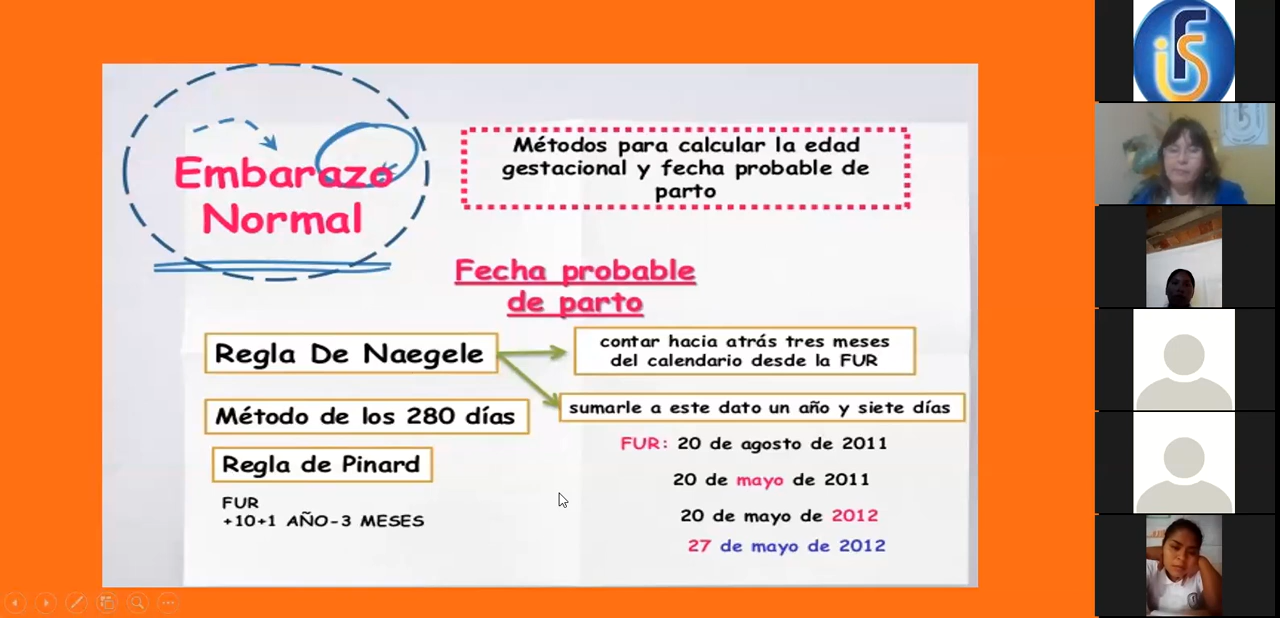 Embarazo
Normal
Métodos para calcular la edad
gestacional y fecha probable de
parto
Fecha probable
de parto
Regla De Naegele
contar hacia atrás tres meses
del calendario desde la FUR
sumarle a este dato un año y siete días
Método de los 280 días
Regla de Pinard
FUR
+10+1 AÑO-3 MESES
FUR: 20 de agosto de 2011
20 de mayo de 2011
20 de mayo de 2012
27 de mayo de 2012